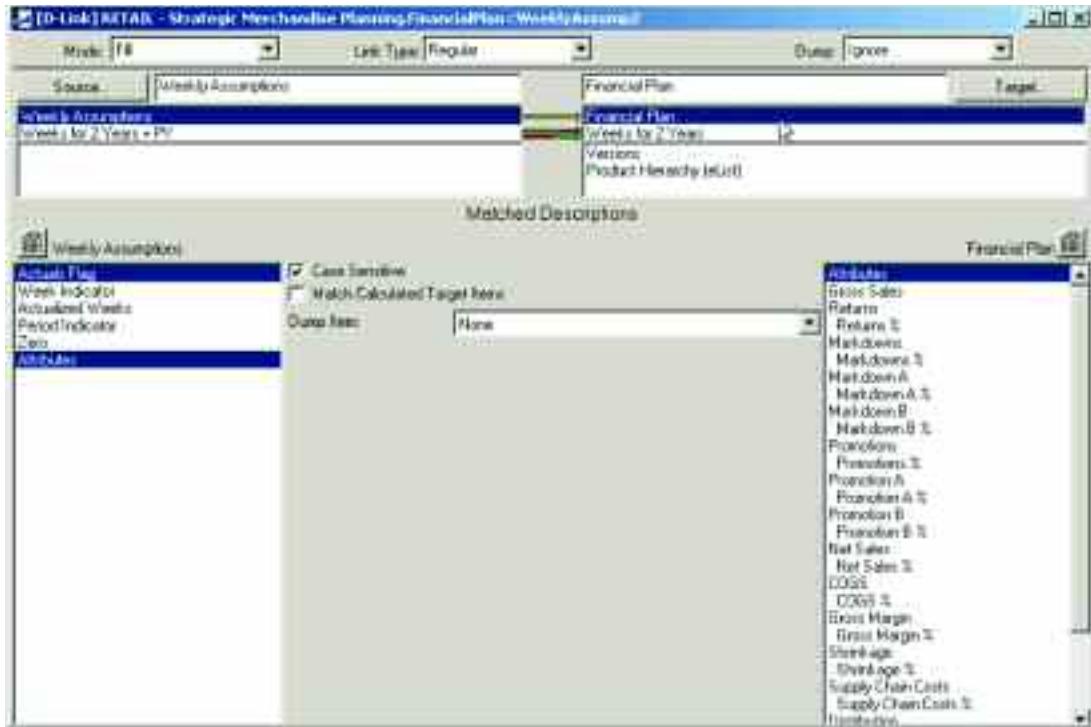 [D-Link] RETAIL - Strategic Merchandise Planning.FinancialPlan <WeeklyAssump>
Mode: Fill Link Type: Regular Dump: Ignore
Source... Weekly Assumptions Financial Plan Target...
Weekly Assumptions Financial Plan
Weeks for 2 Years + PV Weeks for 2 Years
Versions
Product Hierarchy (eList)
Matched Descriptions
Weekly Assumptions Financial Plan
Actuals Flag Case Sensitive Attributes
Week Indicator Match Calculated Target Items Gross Sales
Actualized Weeks Returns
Period Indicator Dump Item: None Returns %
Zero Markdowns
Attributes Markdowns %
Markdown A
Markdown A %
Markdown B
Markdown B %
Promotions
Promotions %
Promotion A
Promotion A %
Promotion B
Promotion B %
Net Sales
Net Sales %
COGS
COGS %
Gross Margin
Gross Margin %
Shrinkage
Shrinkage %
Supply Chain Costs
Supply Chain Costs %
Distribution